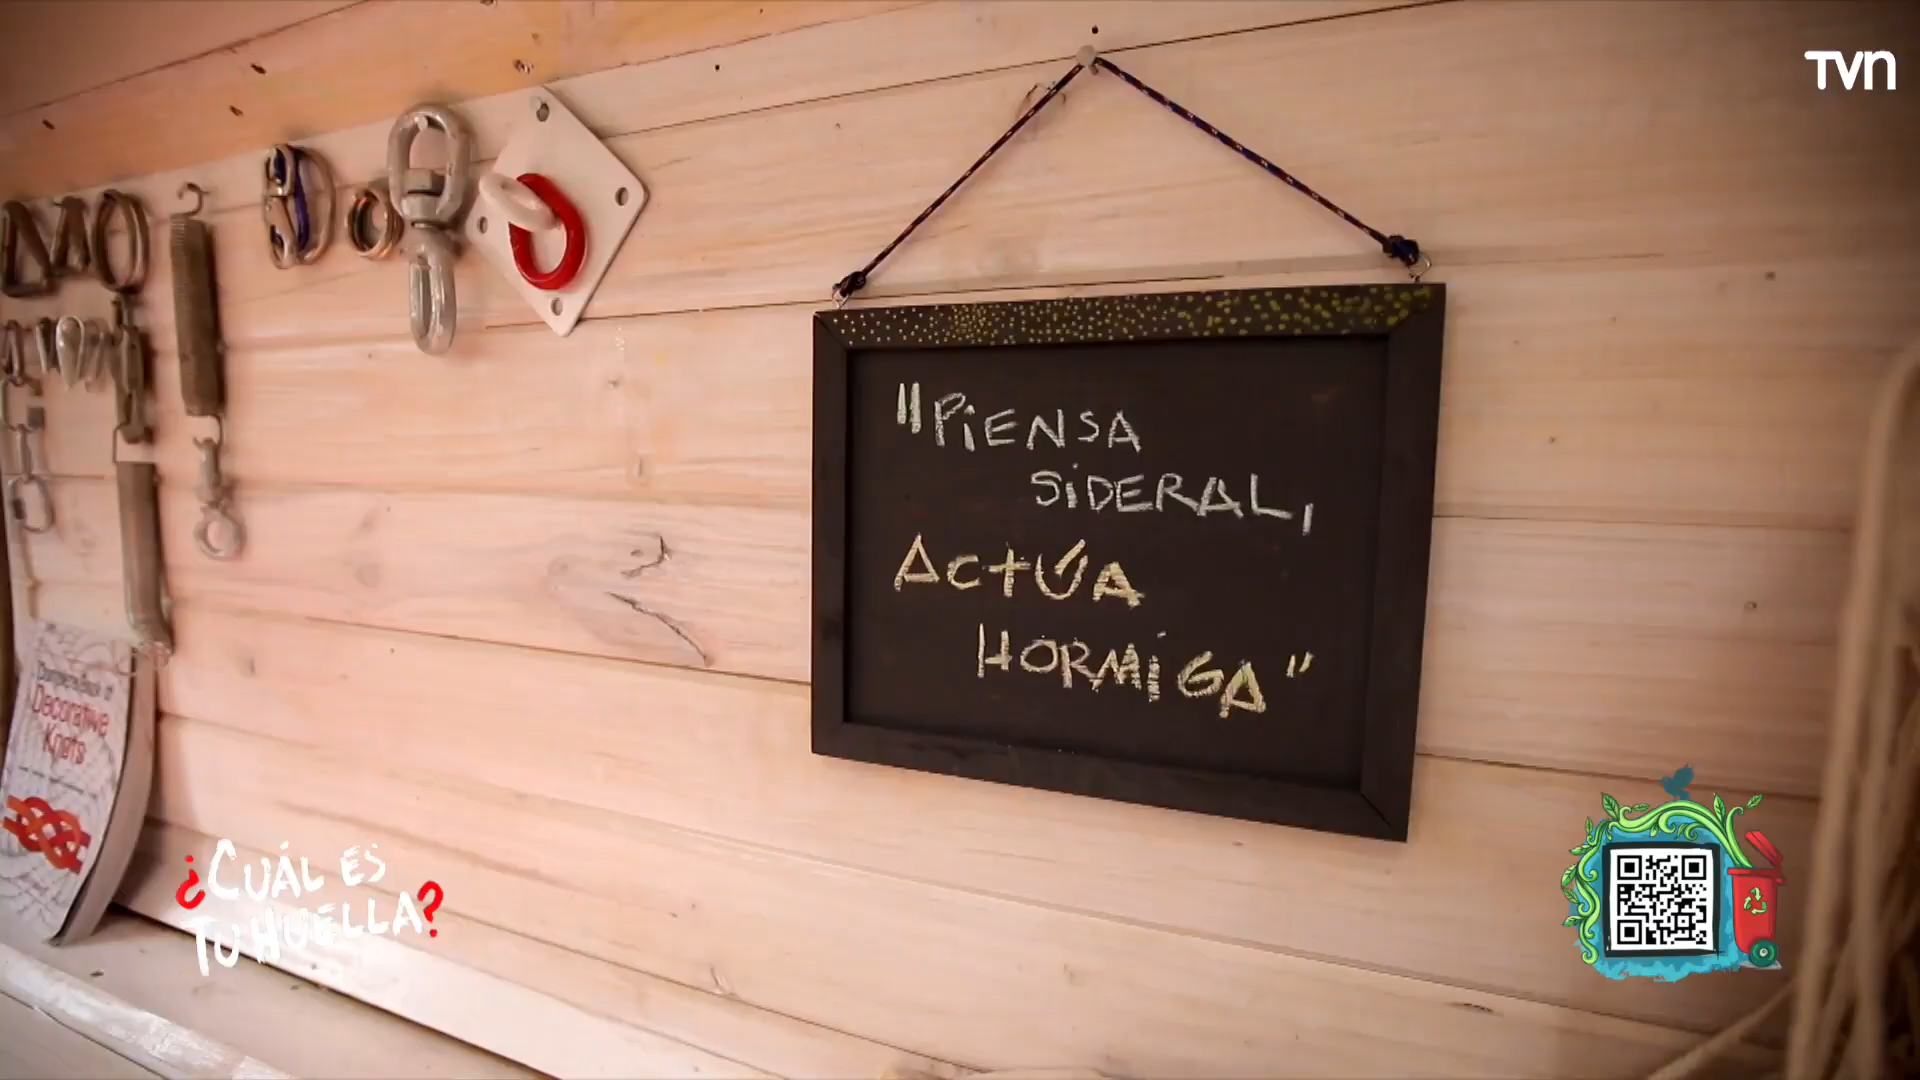 TVN
"PiENSA
SiDERAL,
ACTÚA
HORMiGA"
Decorative
Knots
¿CUÁL ES
TU HUELLA?